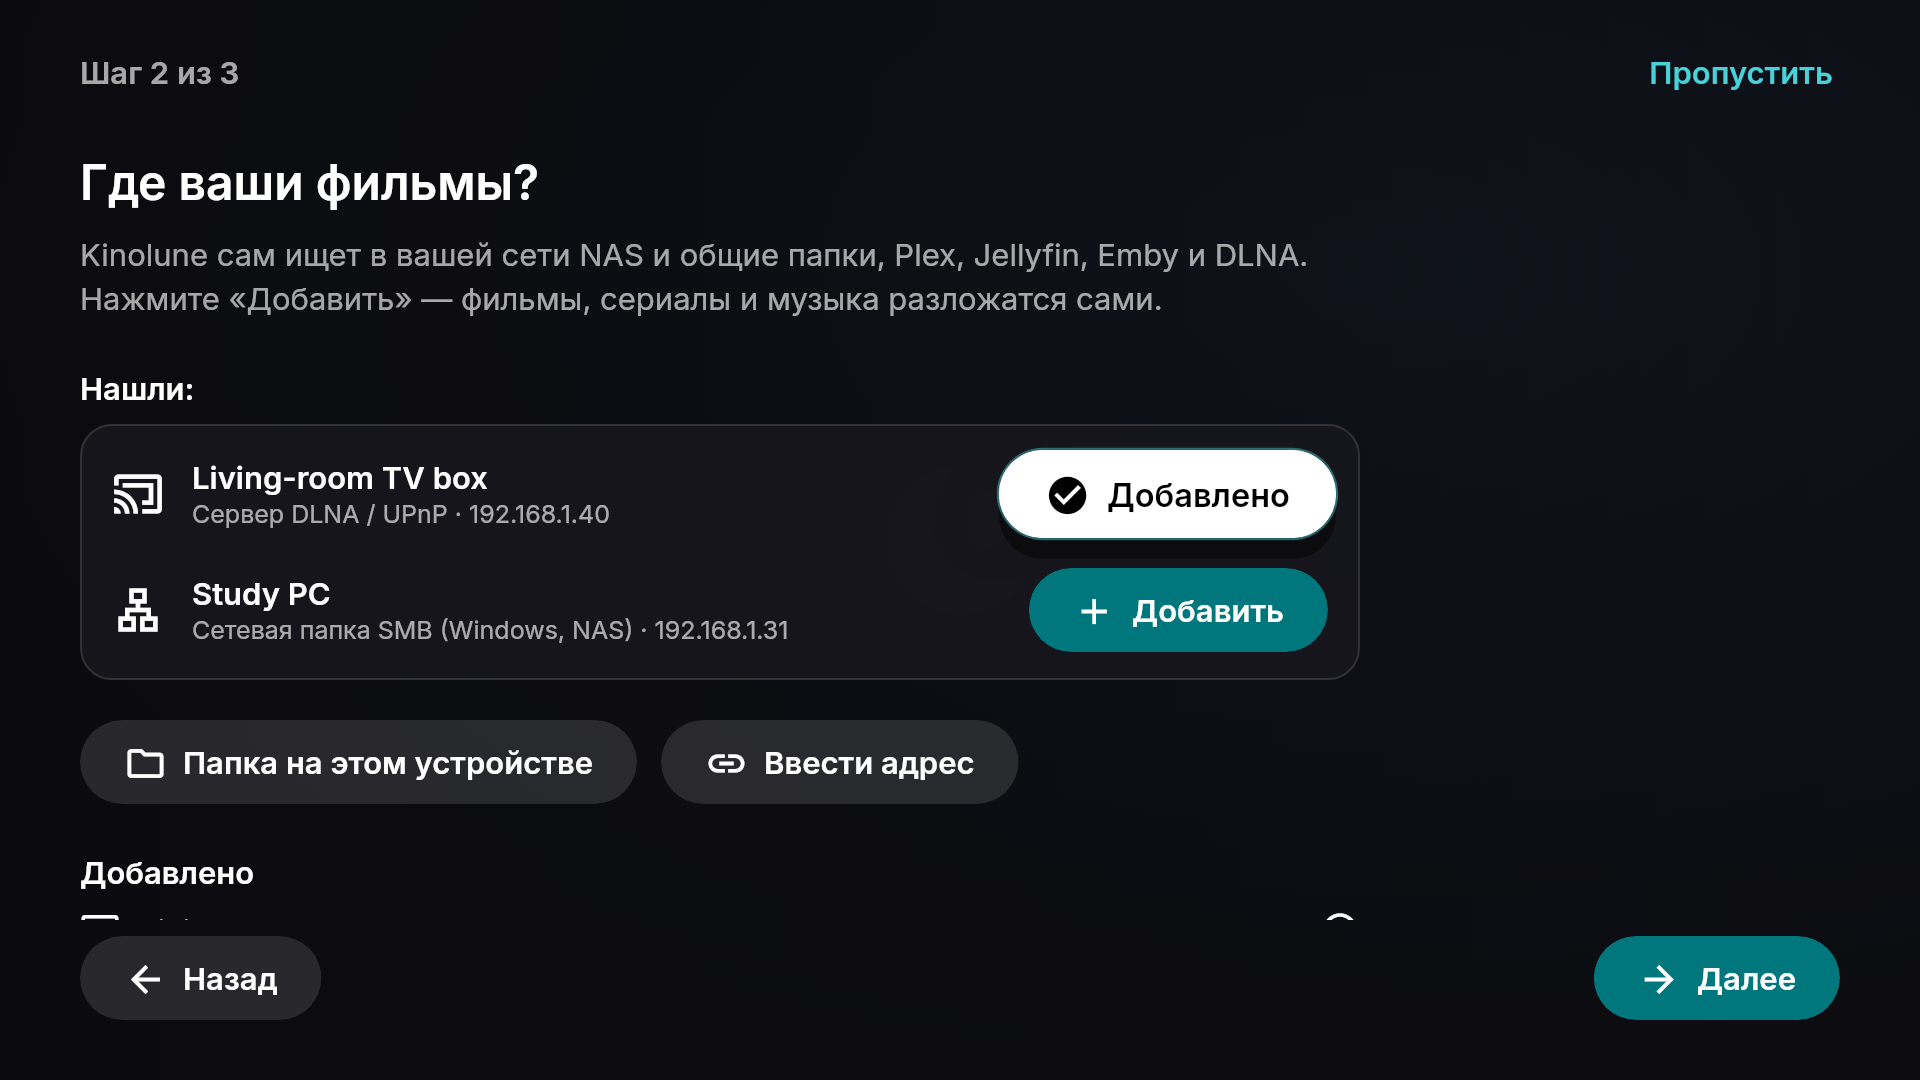 Шаг 2 из 3
Пропустить
Где ваши фильмы?
Kinolune сам ищет в вашей сети NAS и общие папки, Plex, Jellyfin, Emby и DLNA.
Нажмите «Добавить» — фильмы, сериалы и музыка разложатся сами.
Нашли:
Living-room TV box
Сервер DLNA / UPnP · 192.168.1.40
Добавлено
Study PC
Сетевая папка SMB (Windows, NAS) · 192.168.1.31
Добавить
Папка на этом устройстве
Ввести адрес
Добавлено
Назад
Далее